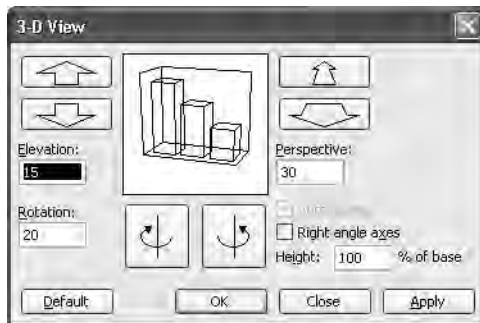 3-D View
Elevation:
15
Perspective:
30
Rotation:
20
Right angle axes
Height: 100 % of base
Default
OK
Close
Apply